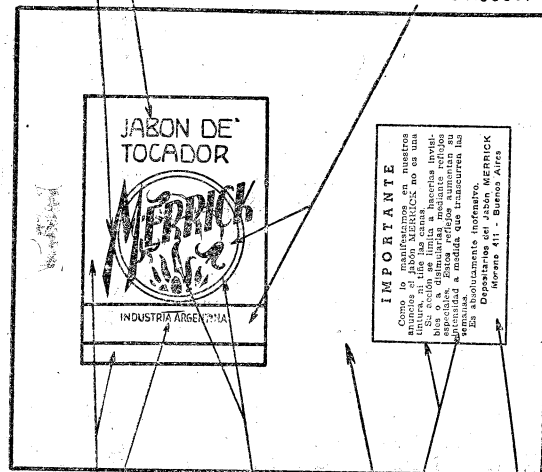 JABON DE
TOCADOR
MERRICK
INDUSTRIA ARGENTINA
IMPORTANTE
Como lo manifestamos en nuestros
anuncios el jabón MERRICK no es una
tintura, ni tiñe las canas.
Su acción se limita a hacerlas invisi-
bles o a disimularlas mediante reflejos
especiales. Estos reflejos aumentan su
intensidad a medida que transcurren las
semanas.
Es absolutamente inofensivo.
Depositarios del Jabón MERRICK
Moreno 411 - Buenos Aires